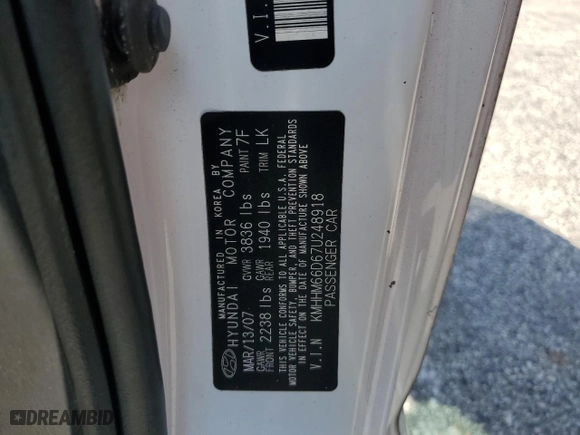 V.I.
MANUFACTURED IN KOREA BY
HYUNDAI MOTOR COMPANY
MAR/13/07 GVWR 3836 lbs PAINT 7F
GAWR FRONT 2238 lbs GAWR REAR 1940 lbs TRIM LK
THIS VEHICLE CONFORMS TO ALL APPLICABLE U.S.A. FEDERAL
MOTOR VEHICLE SAFETY, BUMPER, AND THEFT PREVENTION STANDARDS
IN EFFECT ON THE DATE OF MANUFACTURE SHOWN ABOVE
V.I.N KMHHM66D67U248918
PASSENGER CAR
DREAMBID